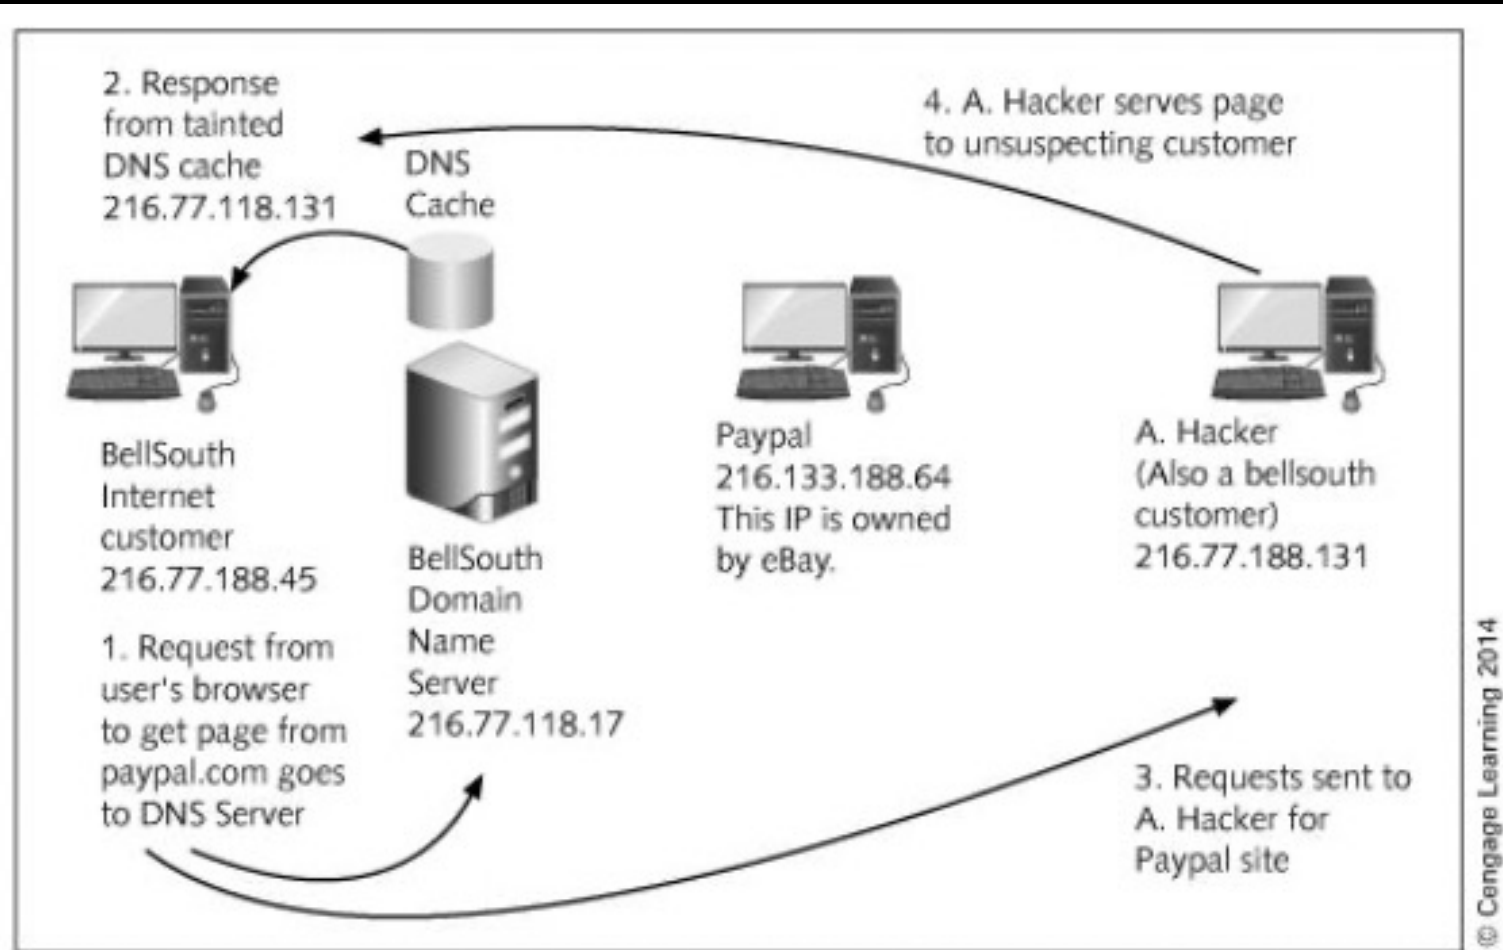 2. Response
from tainted
DNS cache
216.77.118.131
DNS
Cache
4. A. Hacker serves page
to unsuspecting customer
BellSouth
Internet
customer
216.77.188.45
BellSouth
Domain
Name
Server
216.77.118.17
Paypal
216.133.188.64
This IP is owned
by eBay.
A. Hacker
(Also a bellsouth
customer)
216.77.188.131
1. Request from
user's browser
to get page from
paypal.com goes
to DNS Server
3. Requests sent to
A. Hacker for
Paypal site
© Cengage Learning 2014